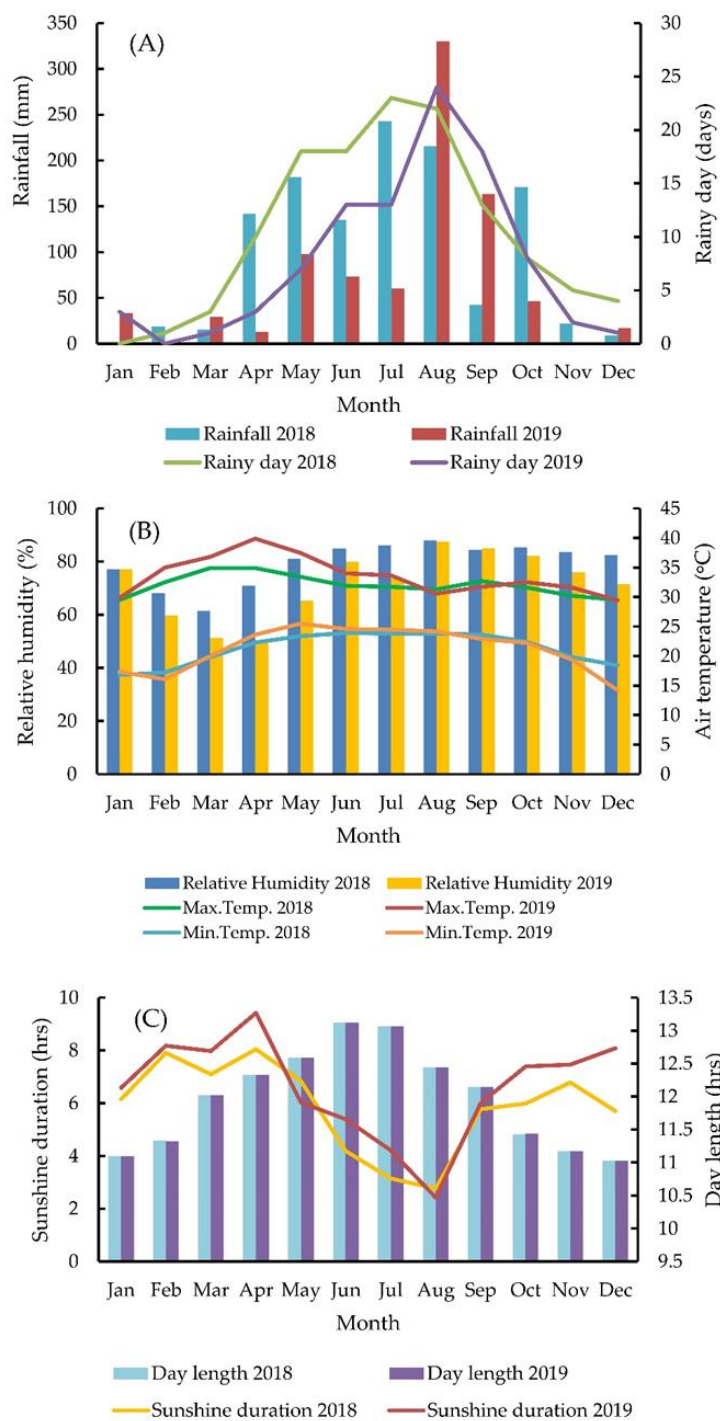 (A)
Rainfall (mm)
350
300
250
200
150
100
50
0
Rainy day (days)
30
25
20
15
10
5
0
Jan Feb Mar Apr May Jun Jul Aug Sep Oct Nov Dec
Month
Rainfall 2018 Rainfall 2019
Rainy day 2018 Rainy day 2019
(B)
Relative humidity (%)
100
80
60
40
20
0
Air temperature (°C)
45
40
35
30
25
20
15
10
5
0
Jan Feb Mar Apr May Jun Jul Aug Sep Oct Nov Dec
Month
Relative Humidity 2018 Relative Humidity 2019
Max.Temp. 2018 Max.Temp. 2019
Min.Temp. 2018 Min.Temp. 2019
(C)
Sunshine duration (hrs)
10
8
6
4
2
0
Day length (hrs)
13.5
13
12.5
12
11.5
11
10.5
10
9.5
Jan Feb Mar Apr May Jun Jul Aug Sep Oct Nov Dec
Month
Day length 2018 Day length 2019
Sunshine duration 2018 Sunshine duration 2019